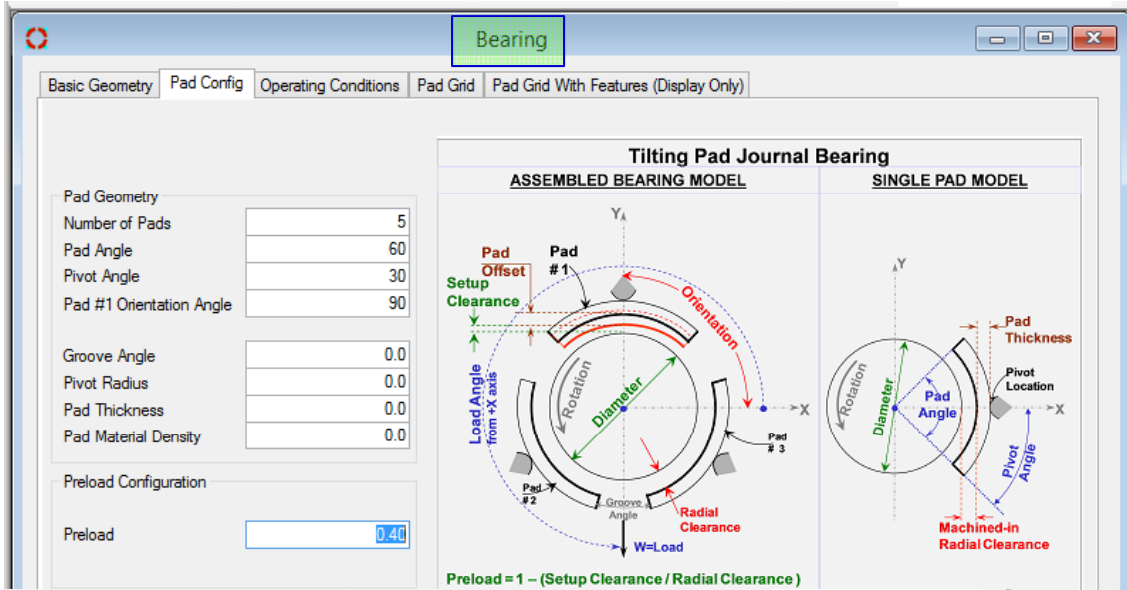 Bearing
Basic Geometry
Pad Config
Operating Conditions
Pad Grid
Pad Grid With Features (Display Only)
Pad Geometry
Number of Pads 5
Pad Angle 60
Pivot Angle 30
Pad #1 Orientation Angle 90
Groove Angle 0.0
Pivot Radius 0.0
Pad Thickness 0.0
Pad Material Density 0.0
Preload Configuration
Preload 0.40
Tilting Pad Journal Bearing
ASSEMBLED BEARING MODEL
Y
Pad
Offset
Pad
#1
Setup
Clearance
Orientation
Load Angle
from +X axis
Rotation
Diameter
X
Pad
#2
Pad
#3
Groove
Angle
Radial
Clearance
W=Load
Preload = 1 – (Setup Clearance / Radial Clearance )
SINGLE PAD MODEL
Y
Pad
Thickness
Pivot
Location
Rotation
Diameter
Pad
Angle
X
Pivot
Angle
Machined-in
Radial Clearance